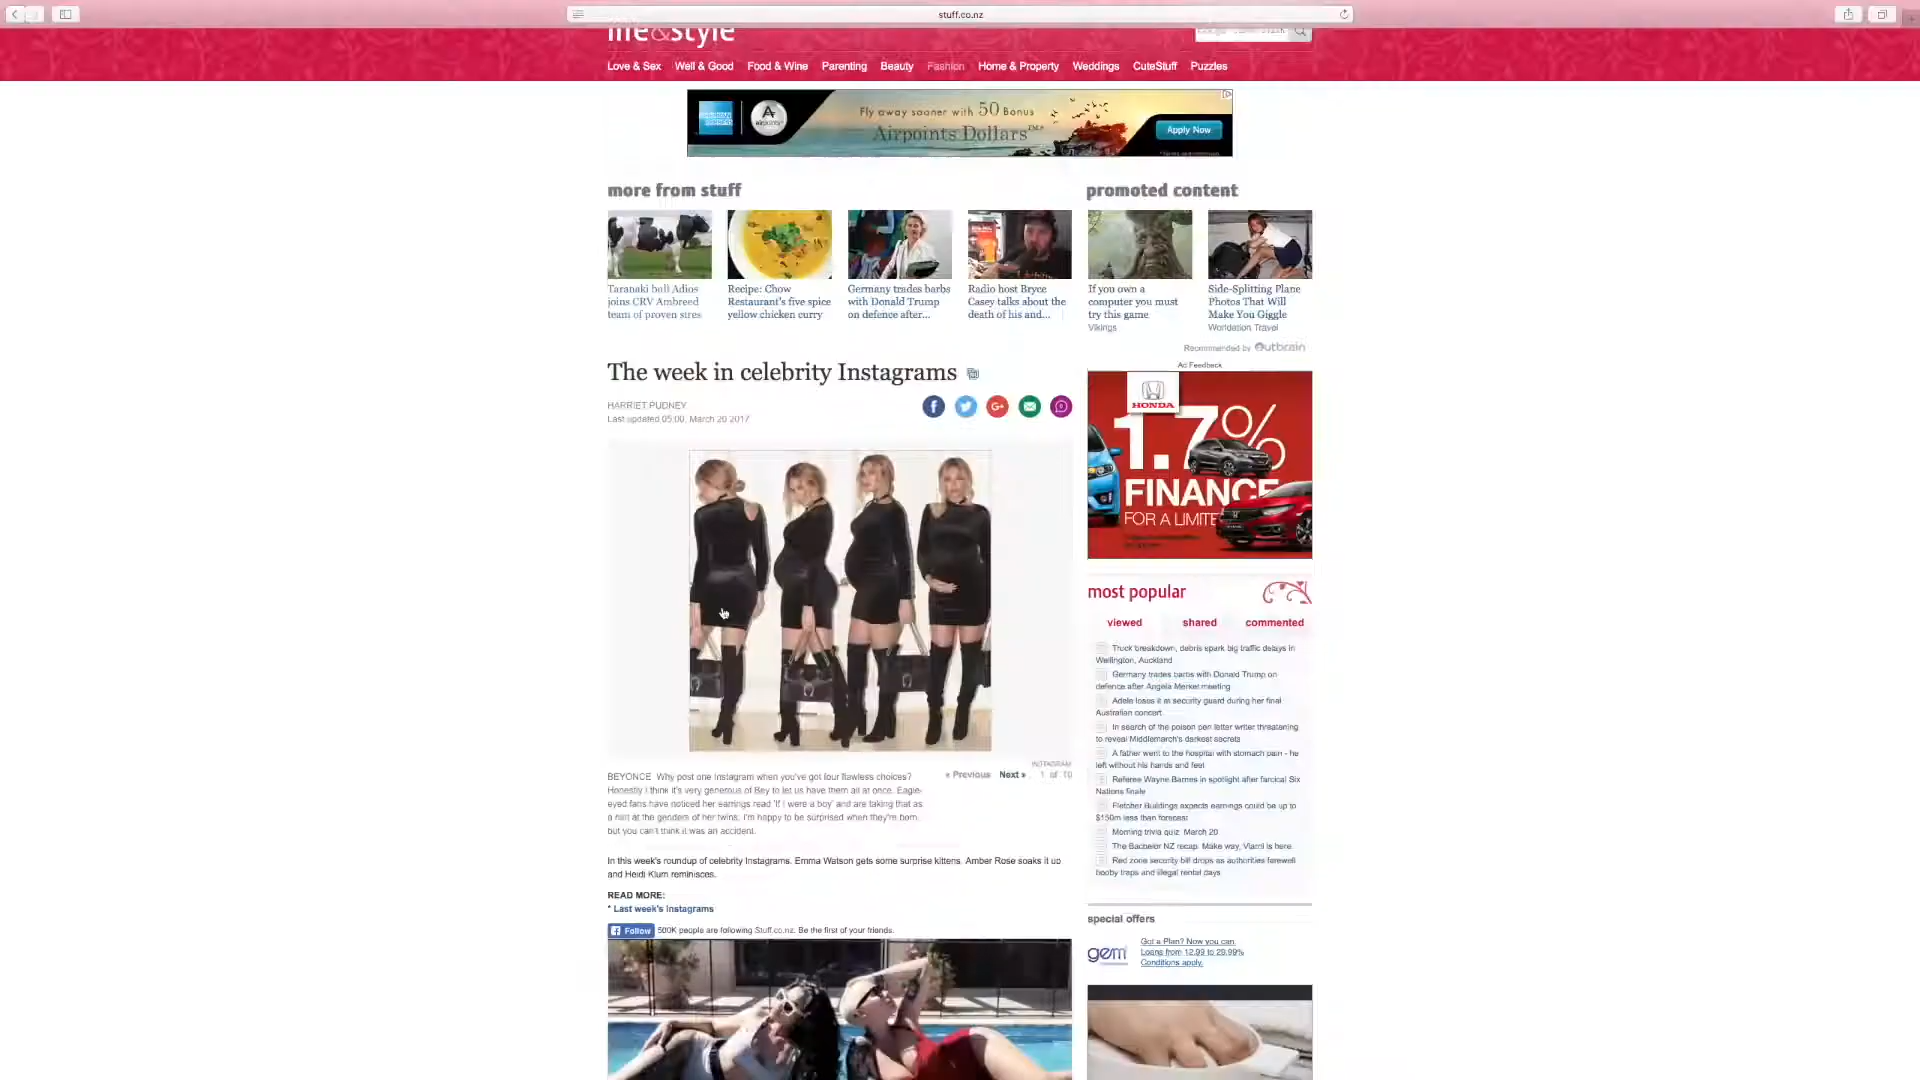 stuff.co.nz
life&style
Love & Sex Well & Good Food & Wine Parenting Beauty Fashion Home & Property Weddings CuteStuff Puzzles
Fly away sooner with 50 Bonus
Airpoints Dollars™
Apply Now
more from stuff
Taranaki bull Adios
joins CRV Ambreed
team of proven sires
Recipe: Chow
Restaurant's five spice
yellow chicken curry
Germany trades barbs
with Donald Trump
on defence after...
Radio host Bryce
Casey talks about the
death of his and...
promoted content
If you own a
computer you must
try this game
Vikings
Side-Splitting Plane
Photos That Will
Make You Giggle
Worldation Travel
Recommended by Outbrain
The week in celebrity Instagrams
HARRIET PUDNEY
Last updated 05:00, March 20 2017
INSTAGRAM
« Previous Next » 1 of 10
BEYONCE Why post one Instagram when you've got four flawless choices?
Honestly I think it's very generous of Bey to let us have them all at once. Eagle-
eyed fans have noticed her earrings read 'If I were a boy' and are taking that as
a hint at the genders of her twins. I'm happy to be surprised when they're born,
but you can't think it was an accident.
In this week's roundup of celebrity Instagrams, Emma Watson gets some surprise kittens, Amber Rose soaks it up
and Heidi Klum reminisces.
READ MORE:
* Last week's Instagrams
Follow 500K people are following Stuff.co.nz. Be the first of your friends.
Ad Feedback
HONDA
1.7%
FINANCE
FOR A LIMITE
most popular
viewed shared commented
Truck breakdown, debris spark big traffic delays in
Wellington, Auckland
Germany trades barbs with Donald Trump on
defence after Angela Merkel meeting
Adele loses it at security guard during her final
Australian concert
In search of the poison pen letter writer threatening
to reveal Middlemarch's darkest secrets
A father went to the hospital with stomach pain - he
left without his hands and feet
Referee Wayne Barnes in spotlight after farcical Six
Nations finale
Fletcher Buildings expects earnings could be up to
$150m less than forecast
Morning trivia quiz: March 20
The Bachelor NZ recap: Make way, Viarni is here
Red zone security bill drops as authorities farewell
booby traps and illegal rental days
special offers
gem
Got a Plan? Now you can.
Loans from 12.99 to 29.99%
Conditions apply.